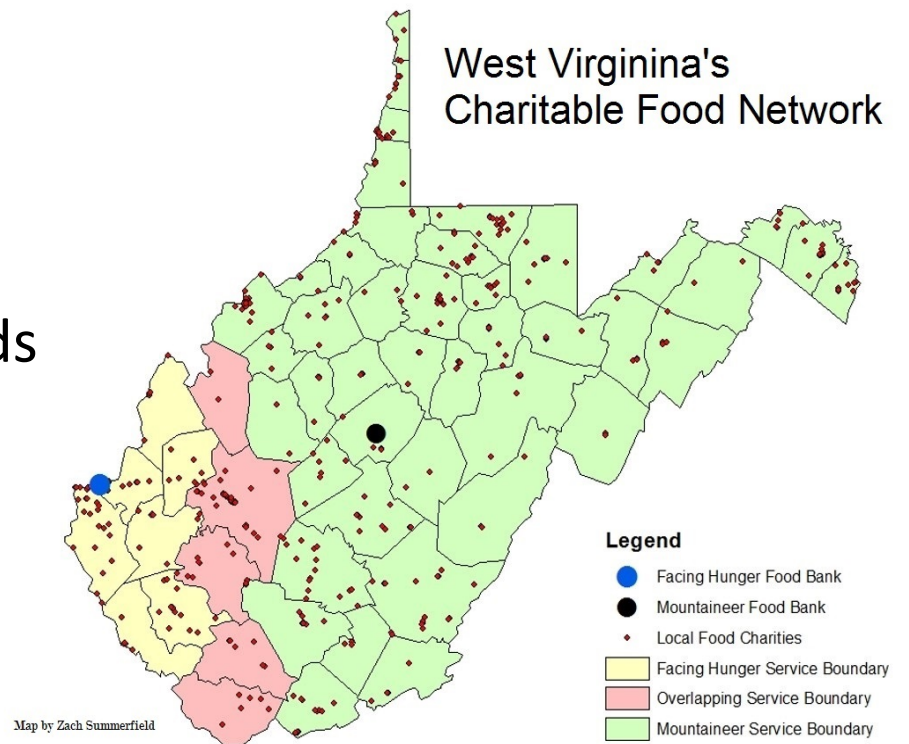 West Virginina's
Charitable Food Network
ds
Legend
Facing Hunger Food Bank
Mountaineer Food Bank
Local Food Charities
Facing Hunger Service Boundary
Overlapping Service Boundary
Mountaineer Service Boundary
Map by Zach Summerfield